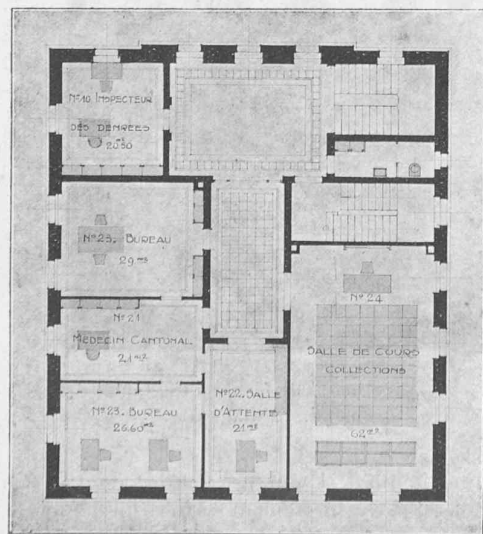 Nº 10 INSPECTEUR
DES DENRÉES
20.50
Nº 25. BUREAU
29 m2
Nº 21
MÉDECIN CANTONAL
21 m2
Nº 23. BUREAU
26.60 m2
Nº 22. SALLE
D'ATTENTE
21 m2
Nº 24
SALLE DE COURS
COLLECTIONS
62 m2